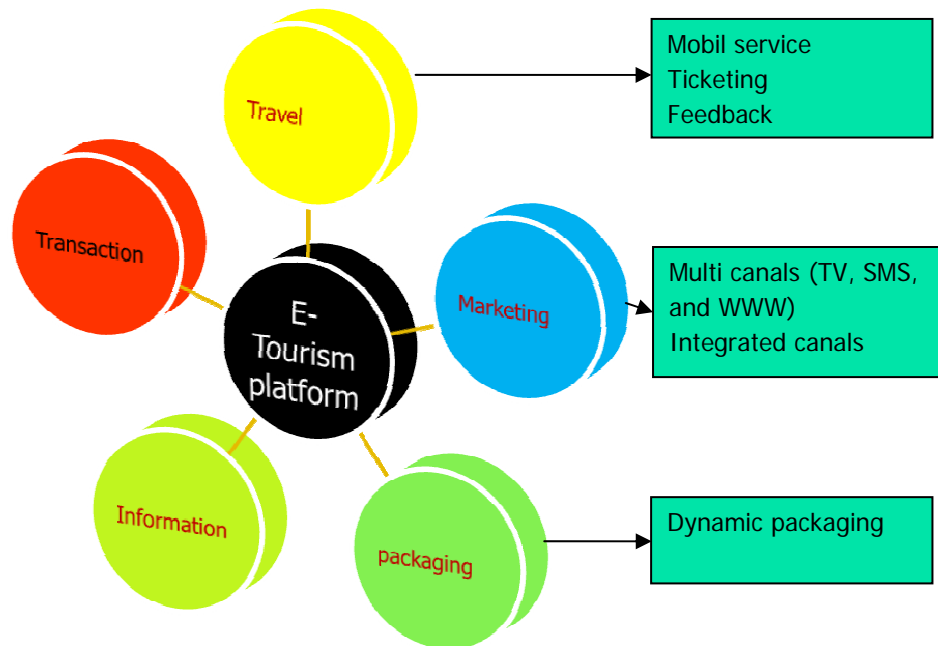 Travel
Mobil service
Ticketing
Feedback
Transaction
E-
Tourism
platform
Marketing
Multi canals (TV, SMS,
and WWW)
Integrated canals
Information
packaging
Dynamic packaging